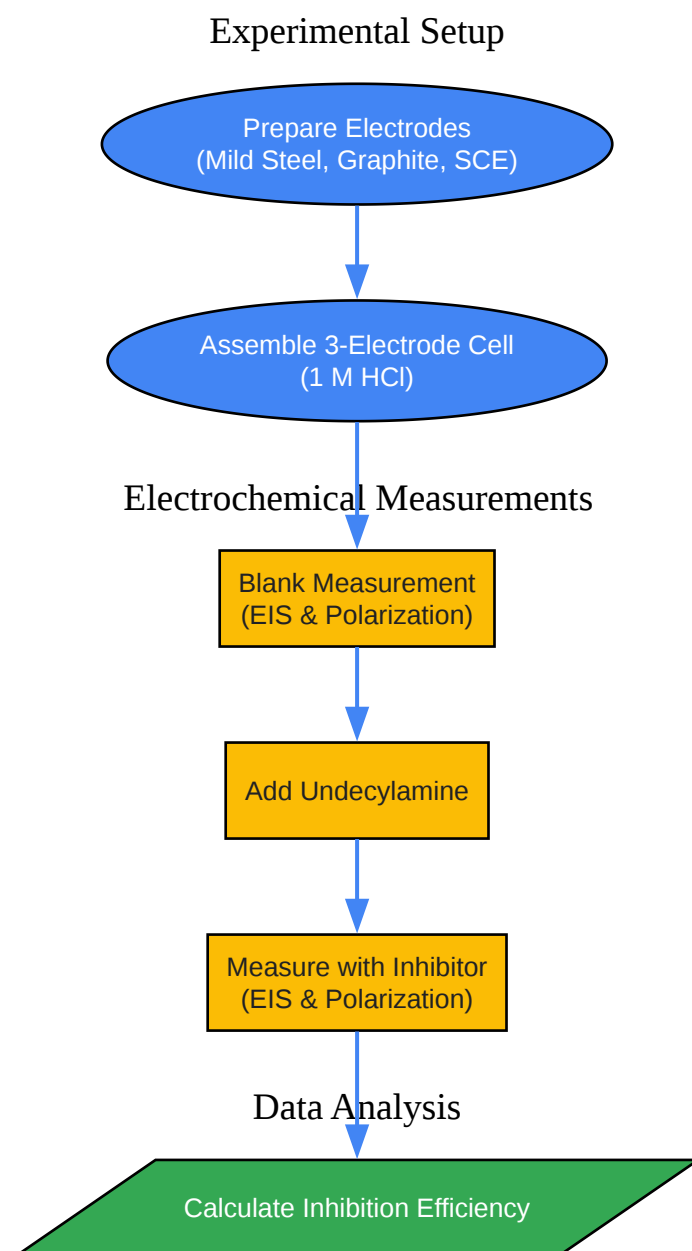 Experimental Setup
Prepare Electrodes
(Mild Steel, Graphite, SCE)
Assemble 3-Electrode Cell
(1 M HCl)
Electrochemical Measurements
Blank Measurement
(EIS & Polarization)
Add Undecylamine
Measure with Inhibitor
(EIS & Polarization)
Data Analysis
Calculate Inhibition Efficiency